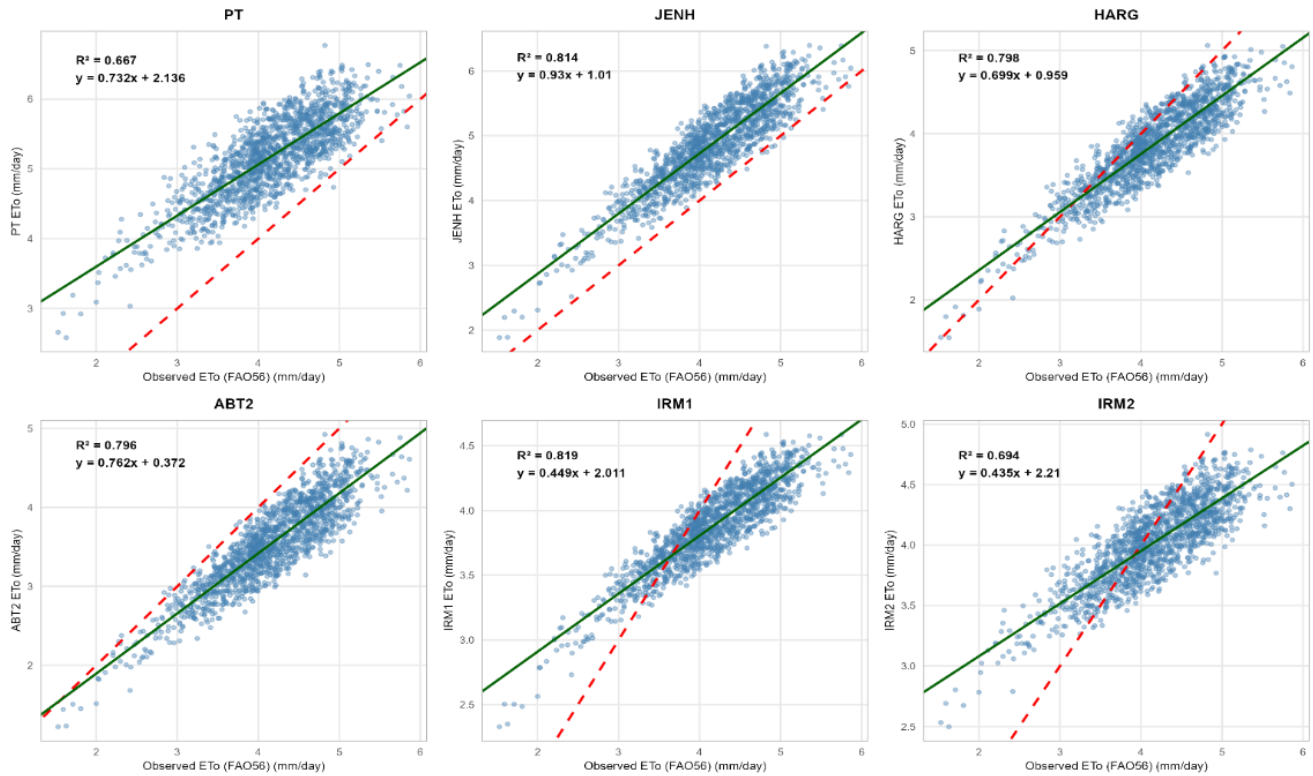 PT
R² = 0.667
y = 0.732x + 2.136
PT ETo (mm/day)
6
5
4
3
2
3
4
5
6
Observed ETo (FAO56) (mm/day)
JENH
R² = 0.814
y = 0.93x + 1.01
JENH ETo (mm/day)
6
5
4
3
2
2
3
4
5
6
Observed ETo (FAO56) (mm/day)
HARG
R² = 0.798
y = 0.699x + 0.959
HARG ETo (mm/day)
5
4
3
2
2
3
4
5
6
Observed ETo (FAO56) (mm/day)
ABT2
R² = 0.796
y = 0.762x + 0.372
ABT2 ETo (mm/day)
5
4
3
2
2
3
4
5
6
Observed ETo (FAO56) (mm/day)
IRM1
R² = 0.819
y = 0.449x + 2.011
IRM1 ETo (mm/day)
4.5
4.0
3.5
3.0
2.5
2
3
4
5
6
Observed ETo (FAO56) (mm/day)
IRM2
R² = 0.694
y = 0.435x + 2.21
IRM2 ETo (mm/day)
5.0
4.5
4.0
3.5
3.0
2.5
2
3
4
5
6
Observed ETo (FAO56) (mm/day)